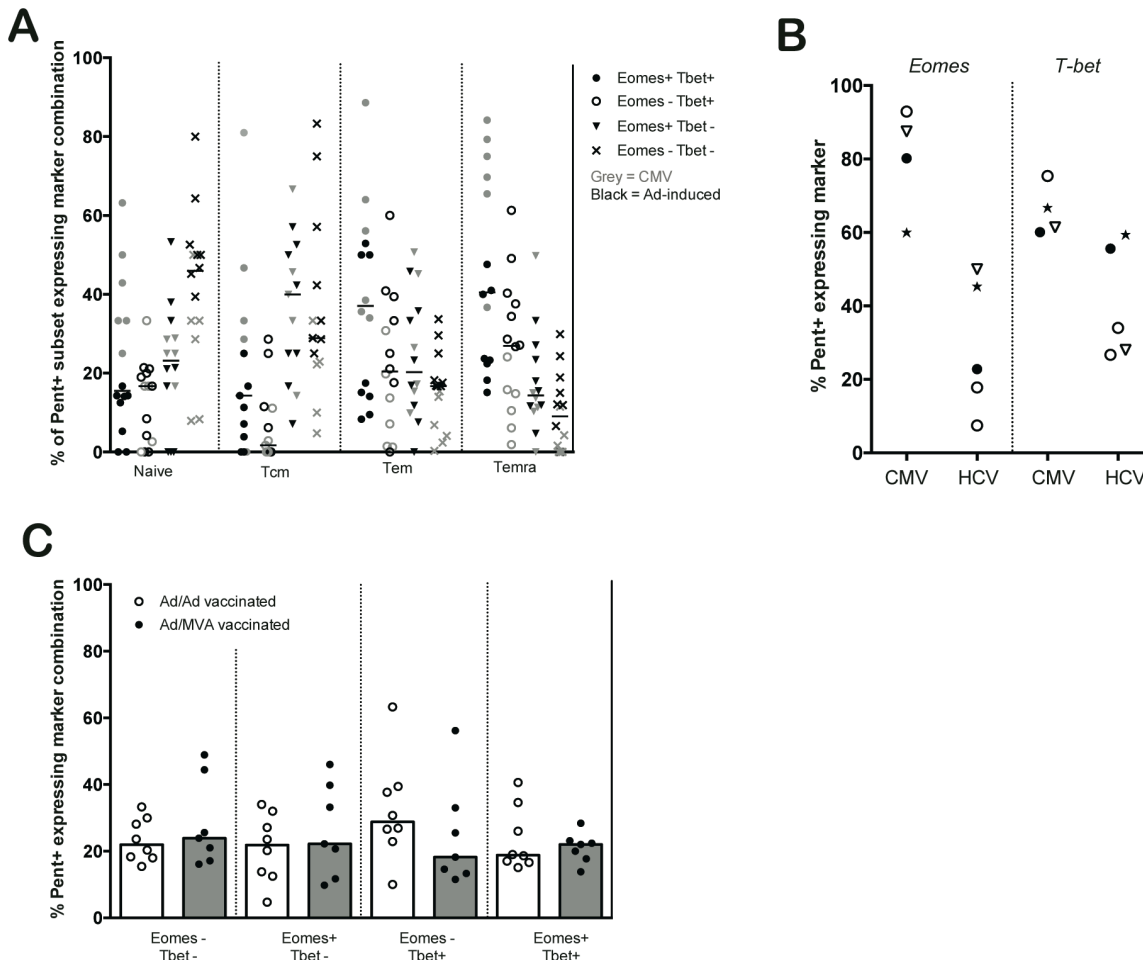 A
% of Pent+ subset expressing marker combination
100
80
60
40
20
0
Naive
Tcm
Tem
Temra
Eomes+ Tbet+
Eomes - Tbet+
Eomes+ Tbet -
Eomes - Tbet -
Grey = CMV
Black = Ad-induced
B
Eomes
T-bet
% Pent+ expressing marker
100
80
60
40
20
0
CMV
HCV
CMV
HCV
C
% Pent+ expressing marker combination
100
80
60
40
20
0
Ad/Ad vaccinated
Ad/MVA vaccinated
Eomes -
Tbet -
Eomes+
Tbet -
Eomes -
Tbet+
Eomes+
Tbet+